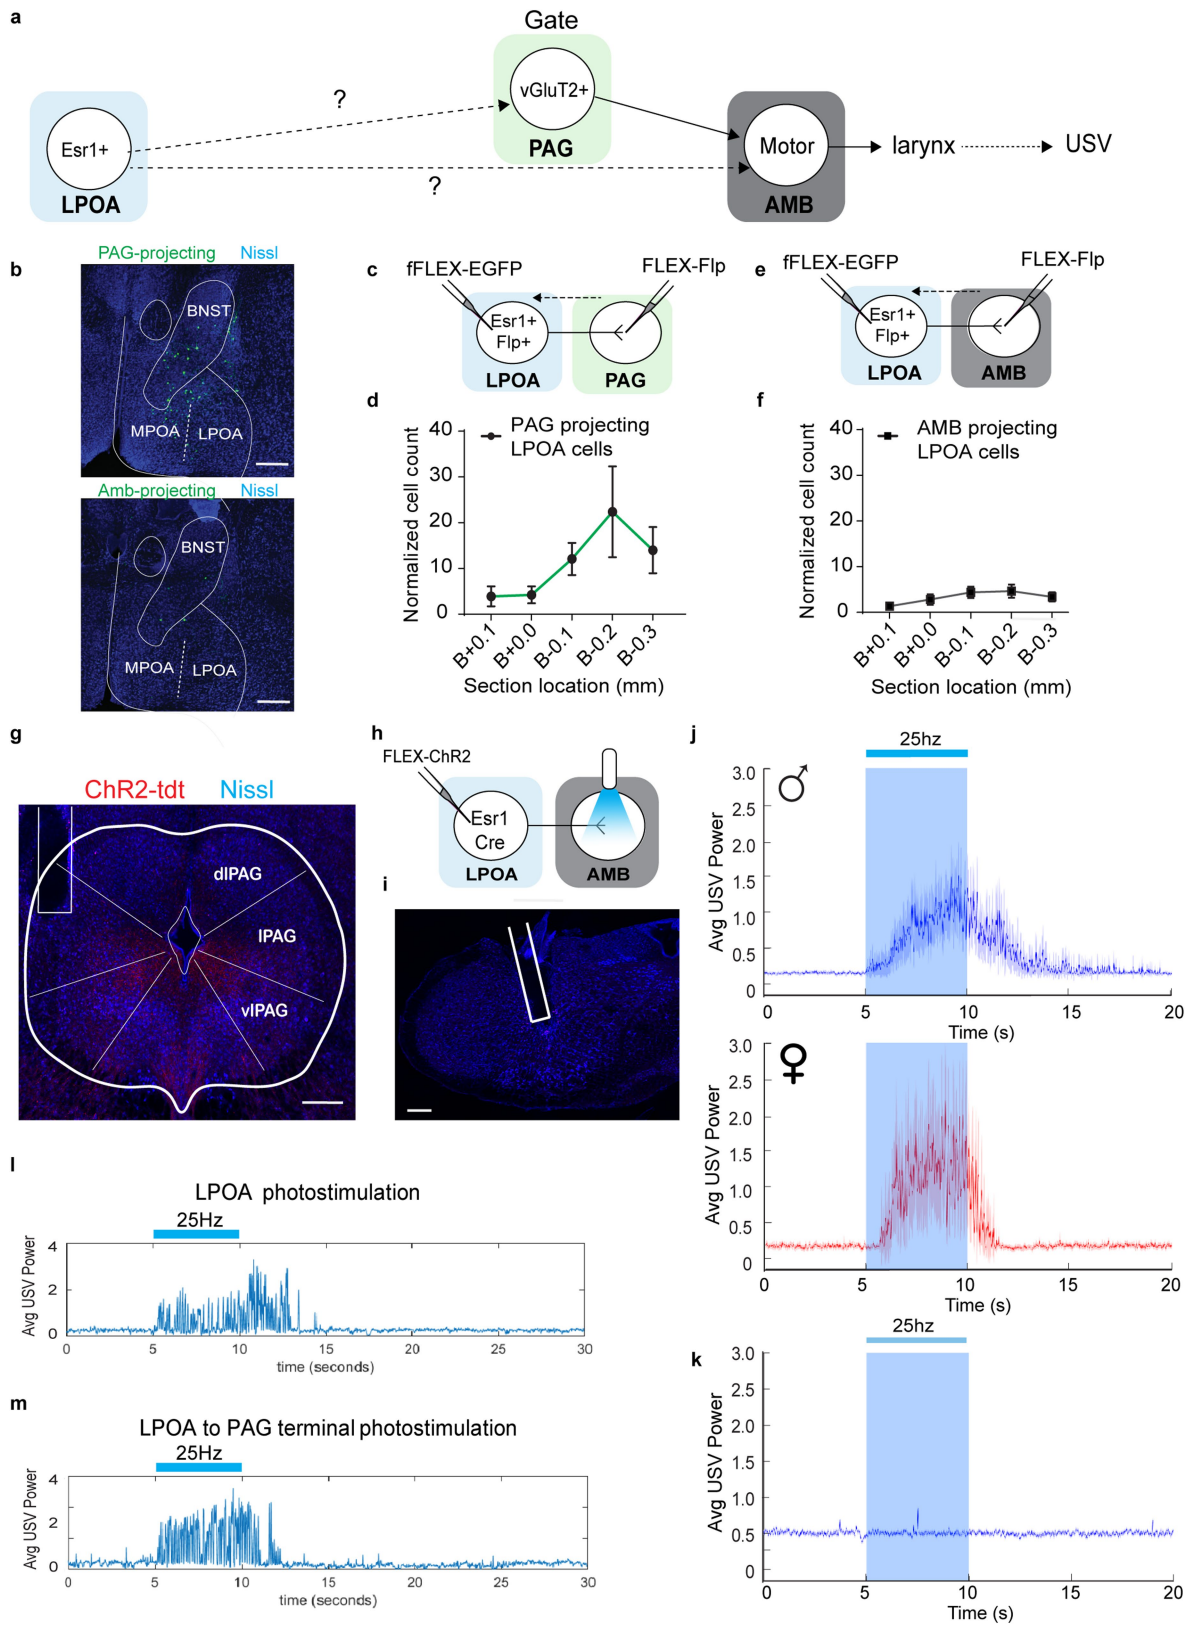 a
Gate
vGluT2+
PAG
?
Esr1+
LPOA
?
Motor
AMB
larynx
USV
b
PAG-projecting Nissl
BNST
MPOA LPOA
Amb-projecting Nissl
BNST
MPOA LPOA
c
fFLEX-EGFP
FLEX-Flp
Esr1+
Flp+
LPOA
PAG
d
Normalized cell count
40
30
20
10
0
PAG projecting
LPOA cells
B+0.1
B+0.0
B-0.1
B-0.2
B-0.3
Section location (mm)
e
fFLEX-EGFP
FLEX-Flp
Esr1+
Flp+
LPOA
AMB
f
Normalized cell count
40
30
20
10
0
AMB projecting
LPOA cells
B+0.1
B+0.0
B-0.1
B-0.2
B-0.3
Section location (mm)
g
ChR2-tdt Nissl
dlPAG
lPAG
vlPAG
h
FLEX-ChR2
Esr1
Cre
LPOA
AMB
i
j
25hz
♂
Avg USV Power
3.0
2.5
2.0
1.5
1.0
0.5
0
0 5 10 15 20
Time (s)
♀
Avg USV Power
3.0
2.5
2.0
1.5
1.0
0.5
0
0 5 10 15 20
Time (s)
k
25hz
Avg USV Power
3.0
2.5
2.0
1.5
1.0
0.5
0
0 5 10 15 20
Time (s)
l
LPOA photostimulation
25Hz
Avg USV Power
4
2
0
0 5 10 15 20 25 30
time (seconds)
m
LPOA to PAG terminal photostimulation
25Hz
Avg USV Power
4
2
0
0 5 10 15 20 25 30
time (seconds)